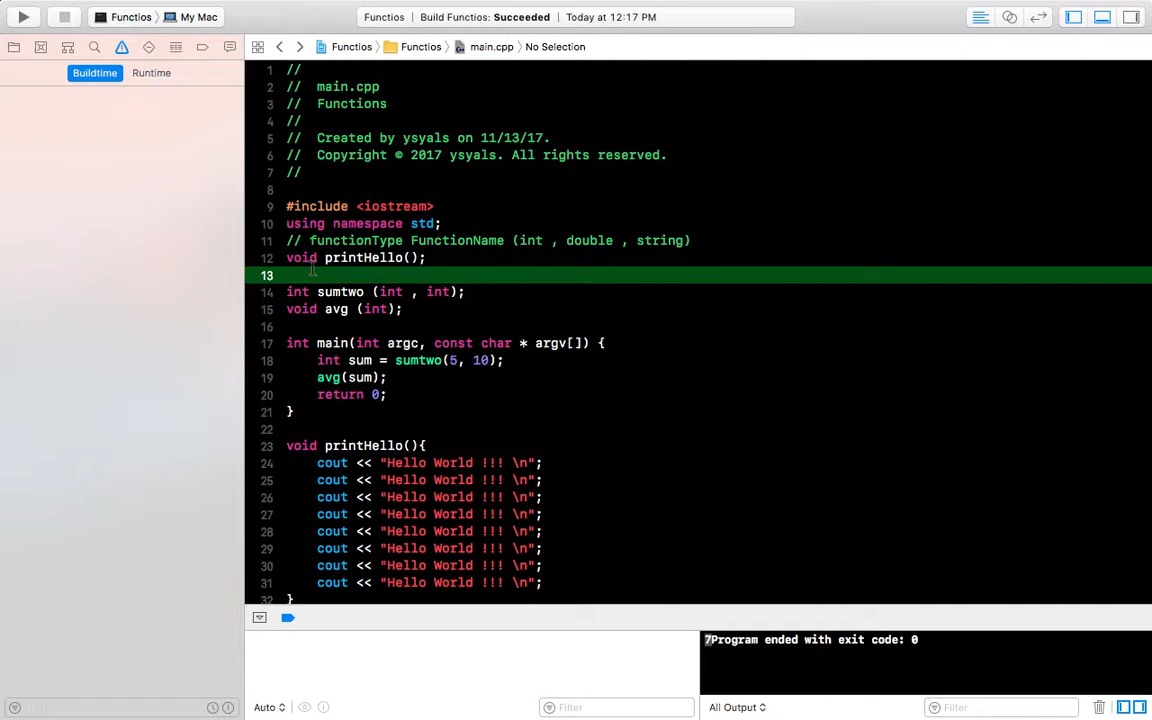 Functios My Mac
Functios Build Functios: Succeeded Today at 12:17 PM
Functios Functios main.cpp No Selection
Buildtime Runtime
1 //
2 // main.cpp
3 // Functions
4 //
5 // Created by ysyals on 11/13/17.
6 // Copyright © 2017 ysyals. All rights reserved.
7 //
8
9 #include <iostream>
10 using namespace std;
11 // functionType FunctionName (int , double , string)
12 void printHello();
13
14 int sumtwo (int , int);
15 void avg (int);
16
17 int main(int argc, const char * argv[]) {
18 int sum = sumtwo(5, 10);
19 avg(sum);
20 return 0;
21 }
22
23 void printHello(){
24 cout << "Hello World !!! \n";
25 cout << "Hello World !!! \n";
26 cout << "Hello World !!! \n";
27 cout << "Hello World !!! \n";
28 cout << "Hello World !!! \n";
29 cout << "Hello World !!! \n";
30 cout << "Hello World !!! \n";
31 cout << "Hello World !!! \n";
32 }
7Program ended with exit code: 0
Auto Filter All Output Filter